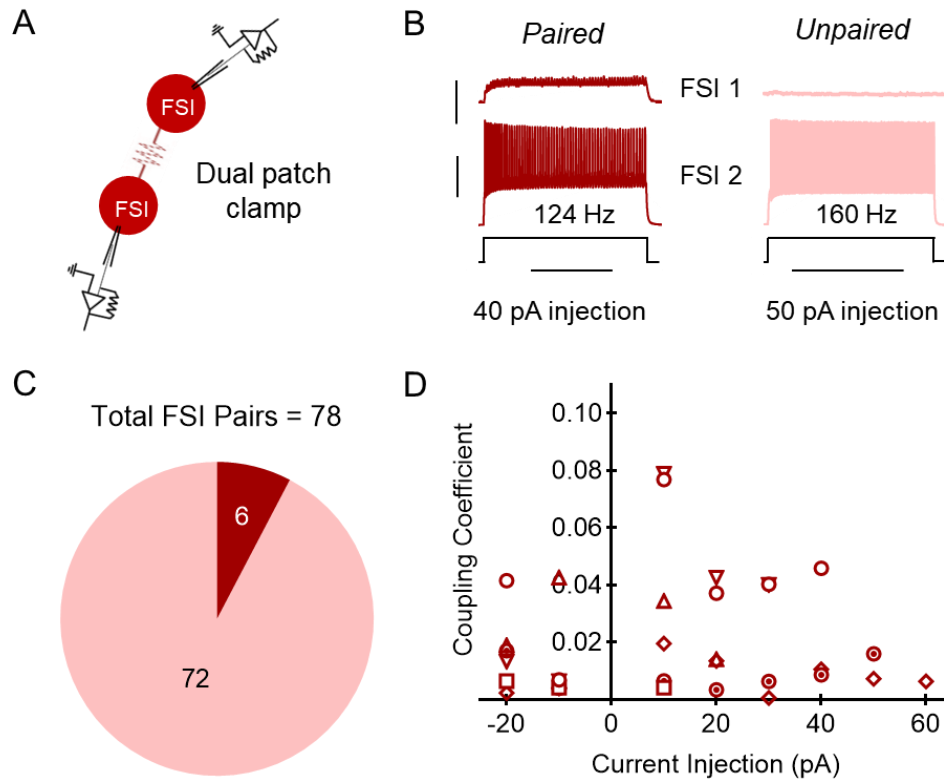 A
FSI
FSI
Dual patch
clamp
B
Paired
Unpaired
FSI 1
FSI 2
124 Hz
160 Hz
40 pA injection
50 pA injection
C
Total FSI Pairs = 78
6
72
D
Coupling Coefficient
0.10
0.08
0.06
0.04
0.02
-20
0
20
40
60
Current Injection (pA)